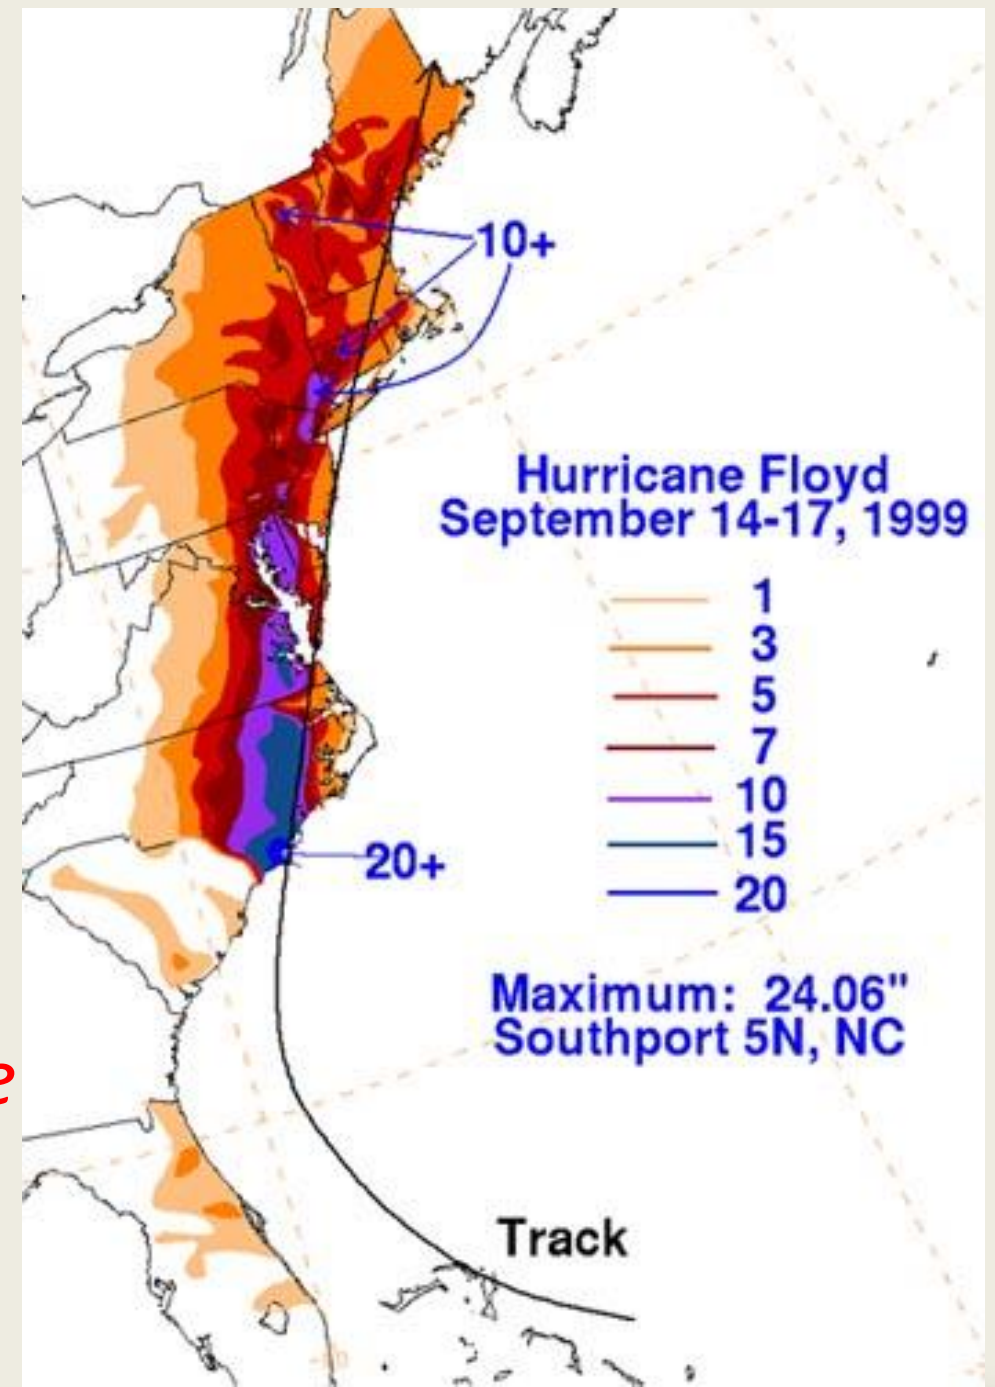 10+
Hurricane Floyd
September 14-17, 1999
1
3
5
7
10
15
20
20+
Maximum: 24.06"
Southport 5N, NC
e
Track